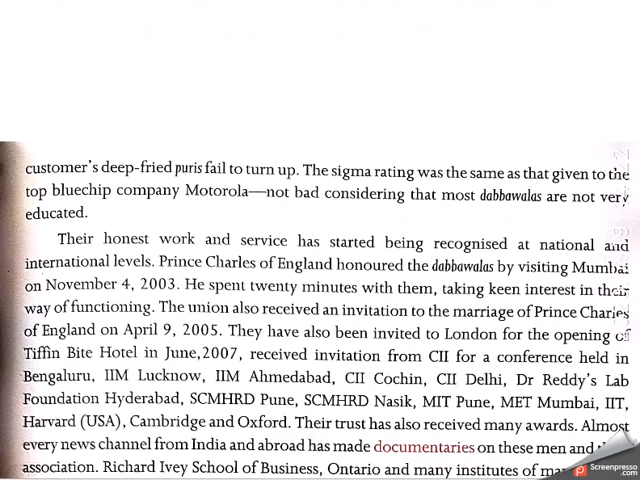 customer's deep-fried puris fail to turn up. The sigma rating was the same as that given to the
top bluechip company Motorola—not bad considering that most dabbawalas are not very
educated.
Their honest work and service has started being recognised at national and
international levels. Prince Charles of England honoured the dabbawalas by visiting Mumbai
on November 4, 2003. He spent twenty minutes with them, taking keen interest in their
way of functioning. The union also received an invitation to the marriage of Prince Charles
of England on April 9, 2005. They have also been invited to London for the opening of
Tiffin Bite Hotel in June,2007, received invitation from CII for a conference held in
Bengaluru, IIM Lucknow, IIM Ahmedabad, CII Cochin, CII Delhi, Dr Reddy's Lab
Foundation Hyderabad, SCMHRD Pune, SCMHRD Nasik, MIT Pune, MET Mumbai, IIT,
Harvard (USA), Cambridge and Oxford. Their trust has also received many awards. Almost
every news channel from India and abroad has made documentaries on these men and
association. Richard Ivey School of Business, Ontario and many institutes of
Screenpresso
.com